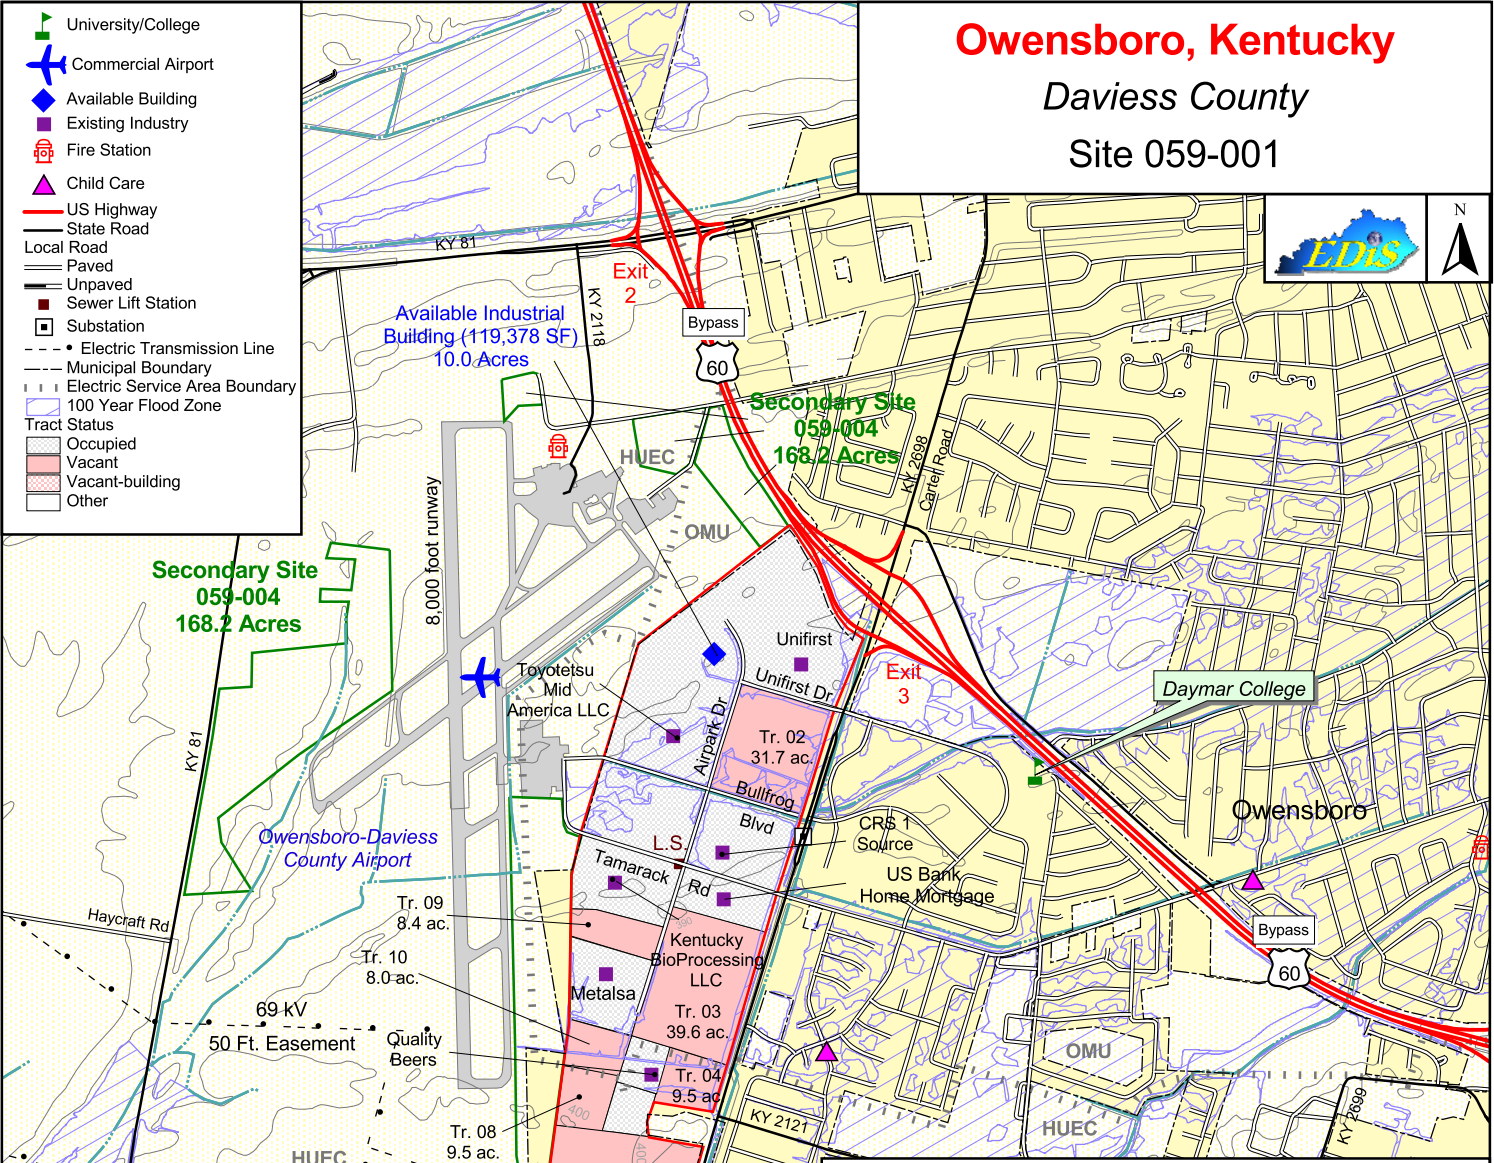 University/College
Commercial Airport
Available Building
Existing Industry
Fire Station
Child Care
US Highway
State Road
Local Road
Paved
Unpaved
Sewer Lift Station
Substation
Electric Transmission Line
Municipal Boundary
Electric Service Area Boundary
100 Year Flood Zone
Tract Status
Occupied
Vacant
Vacant-building
Other
Owensboro, Kentucky
Daviess County
Site 059-001
EDiS
N
KY 81
Exit
2
KY 2118
Available Industrial
Building (119,378 SF)
10.0 Acres
Bypass
60
Secondary Site
059-004
168.2 Acres
HUEC
OMU
KY 2698
Carter Road
8,000 foot runway
Secondary Site
059-004
168.2 Acres
KY 81
Unifirst
Unifirst Dr
Exit
3
Toyotetsu
Mid
America LLC
Airpark Dr
Tr. 02
31.7 ac.
Daymar College
Bullfrog
Blvd
Owensboro
CRS 1
Source
L.S.
Owensboro-Daviess
County Airport
Tamarack
Rd
US Bank
Home Mortgage
Haycraft Rd
Tr. 09
8.4 ac.
380
Kentucky
BioProcessing
LLC
Bypass
60
Tr. 10
8.0 ac.
Metalsa
Tr. 03
39.6 ac.
69 kV
50 Ft. Easement
Quality
Beers
OMU
Tr. 04
9.5 ac.
400
KY 2121
HUEC
KY 2699
Tr. 08
9.5 ac.
400
HUEC